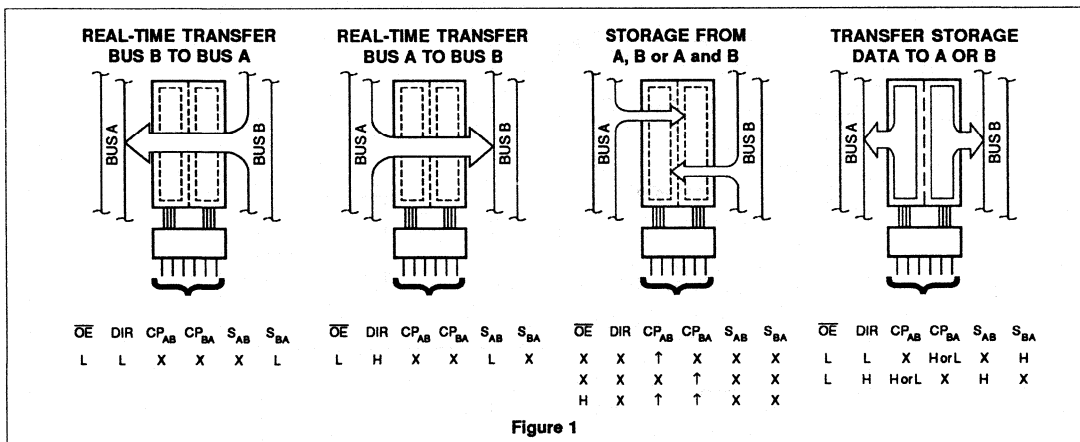 REAL-TIME TRANSFER
BUS B TO BUS A
BUS A
BUS B
OE DIR CPAB CPBA SAB SBA
L L X X X L
REAL-TIME TRANSFER
BUS A TO BUS B
BUS A
BUS B
OE DIR CPAB CPBA SAB SBA
L H X X L X
STORAGE FROM
A, B or A and B
BUS A
BUS B
OE DIR CPAB CPBA SAB SBA
X X ↑ X X X
X X X ↑ X X
H X ↑ ↑ X X
TRANSFER STORAGE
DATA TO A OR B
BUS A
BUS B
OE DIR CPAB CPBA SAB SBA
L L X H or L X H
L H H or L X H X
Figure 1